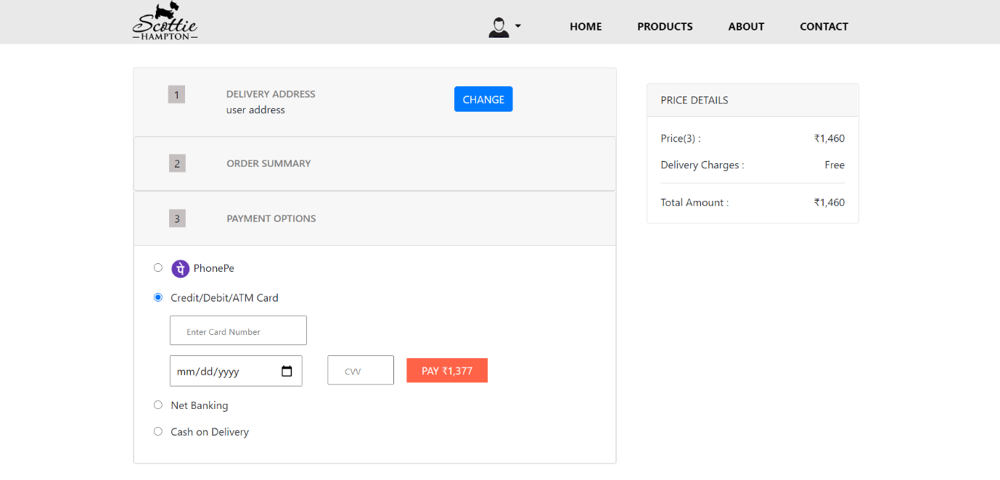 Scottie
HAMPTON
HOME
PRODUCTS
ABOUT
CONTACT
1
DELIVERY ADDRESS
user address
CHANGE
2
ORDER SUMMARY
3
PAYMENT OPTIONS
पे PhonePe
Credit/Debit/ATM Card
Enter Card Number
mm/dd/yyyy
CVV
PAY ₹1,377
Net Banking
Cash on Delivery
PRICE DETAILS
Price(3) : ₹1,460
Delivery Charges : Free
Total Amount : ₹1,460